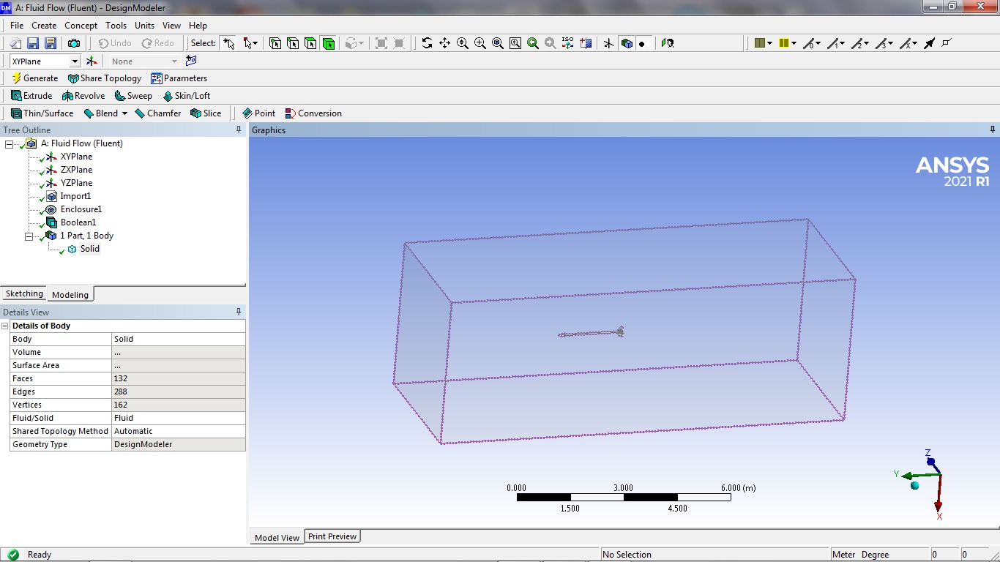 A: Fluid Flow (Fluent) - DesignModeler
File Create Concept Tools Units View Help
Undo Redo Select:
XYPlane None
Generate Share Topology Parameters
Extrude Revolve Sweep Skin/Loft
Thin/Surface Blend Chamfer Slice Point Conversion
Tree Outline
A: Fluid Flow (Fluent)
XYPlane
ZXPlane
YZPlane
Import1
Enclosure1
Boolean1
1 Part, 1 Body
Solid
Sketching Modeling
Details View
Details of Body
Body Solid
Volume ...
Surface Area ...
Faces 132
Edges 288
Vertices 162
Fluid/Solid Fluid
Shared Topology Method Automatic
Geometry Type DesignModeler
Graphics
ANSYS
2021 R1
0.000 3.000 6.000 (m)
1.500 4.500
Z
Y
X
Model View Print Preview
Ready No Selection Meter Degree 0 0